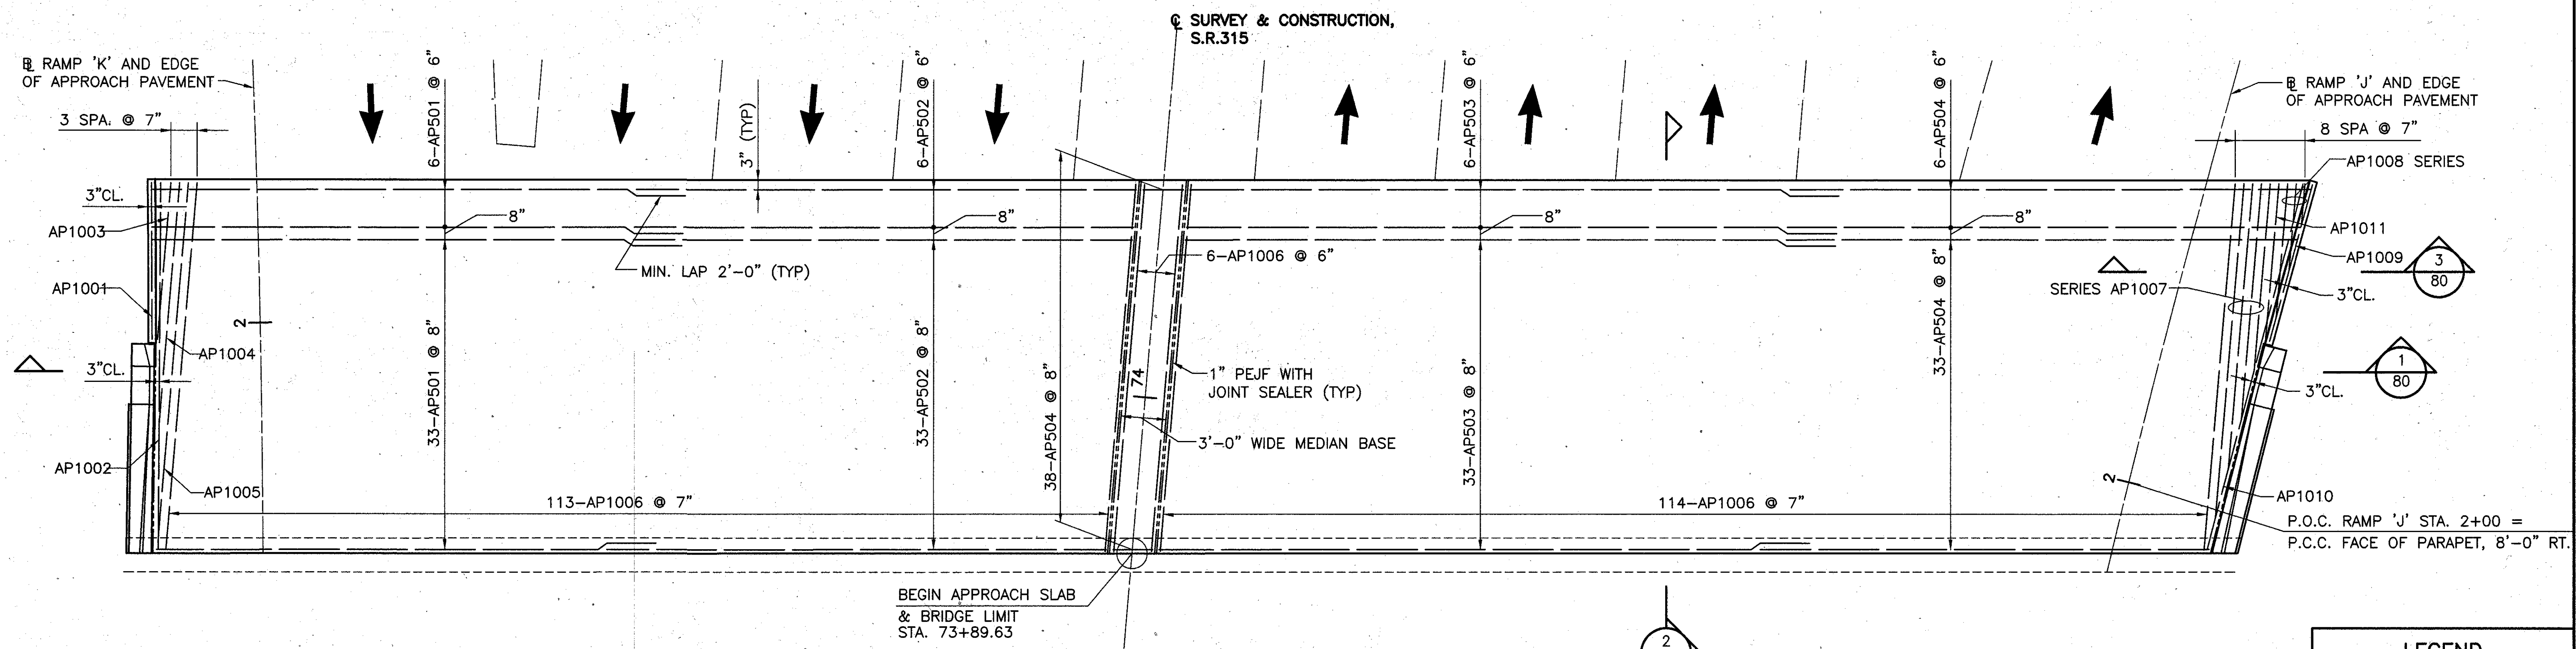 ℄ SURVEY & CONSTRUCTION,
S.R.315
BL RAMP 'K' AND EDGE
OF APPROACH PAVEMENT
3 SPA. @ 7"
6-AP501 @ 6"
3" (TYP)
6-AP502 @ 6"
6-AP503 @ 6"
6-AP504 @ 6"
BL RAMP 'J' AND EDGE
OF APPROACH PAVEMENT
8 SPA @ 7"
AP1008 SERIES
3"CL.
AP1003
8"
8"
8"
8"
AP1011
AP1009
3
80
MIN. LAP 2'-0" (TYP)
6-AP1006 @ 6"
AP1001
SERIES AP1007
3"CL.
2
AP1004
3"CL.
33-AP501 @ 8"
33-AP502 @ 8"
38-AP504 @ 8"
74
1" PEJF WITH
JOINT SEALER (TYP)
33-AP503 @ 8"
33-AP504 @ 8"
1
80
3"CL.
3'-0" WIDE MEDIAN BASE
AP1002
AP1005
113-AP1006 @ 7"
114-AP1006 @ 7"
2
AP1010
P.O.C. RAMP 'J' STA. 2+00 =
P.C.C. FACE OF PARAPET, 8'-0" RT.
BEGIN APPROACH SLAB
& BRIDGE LIMIT
STA. 73+89.63
2
LEGEND